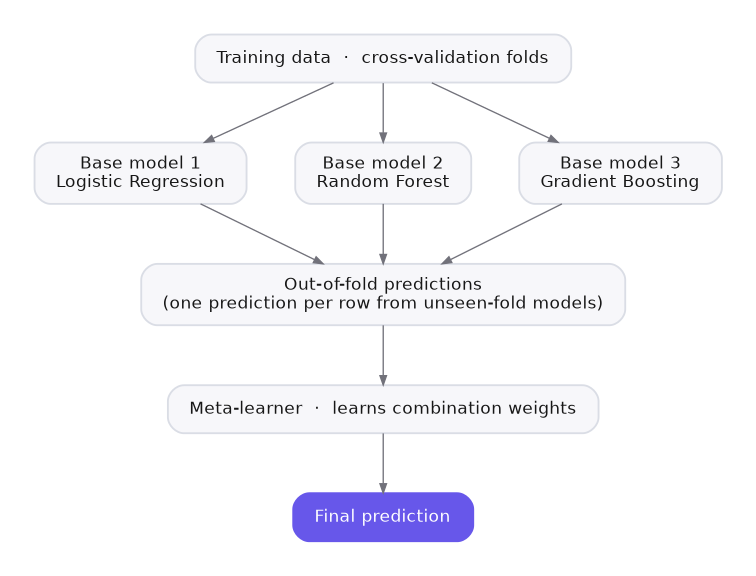 Training data · cross-validation folds
Base model 1
Logistic Regression
Base model 2
Random Forest
Base model 3
Gradient Boosting
Out-of-fold predictions
(one prediction per row from unseen-fold models)
Meta-learner · learns combination weights
Final prediction